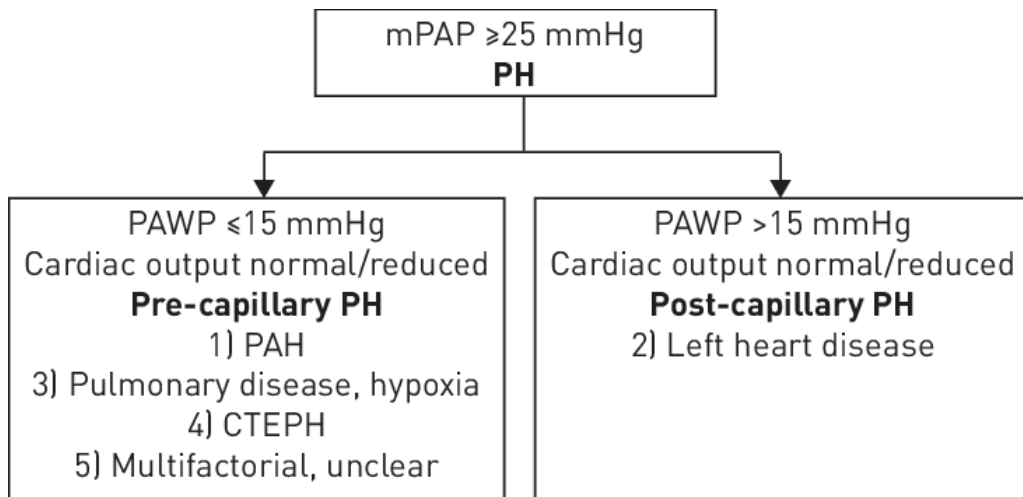 mPAP ⩾25 mmHg
PH
PAWP ⩽15 mmHg
Cardiac output normal/reduced
Pre-capillary PH
1) PAH
3) Pulmonary disease, hypoxia
4) CTEPH
5) Multifactorial, unclear
PAWP >15 mmHg
Cardiac output normal/reduced
Post-capillary PH
2) Left heart disease